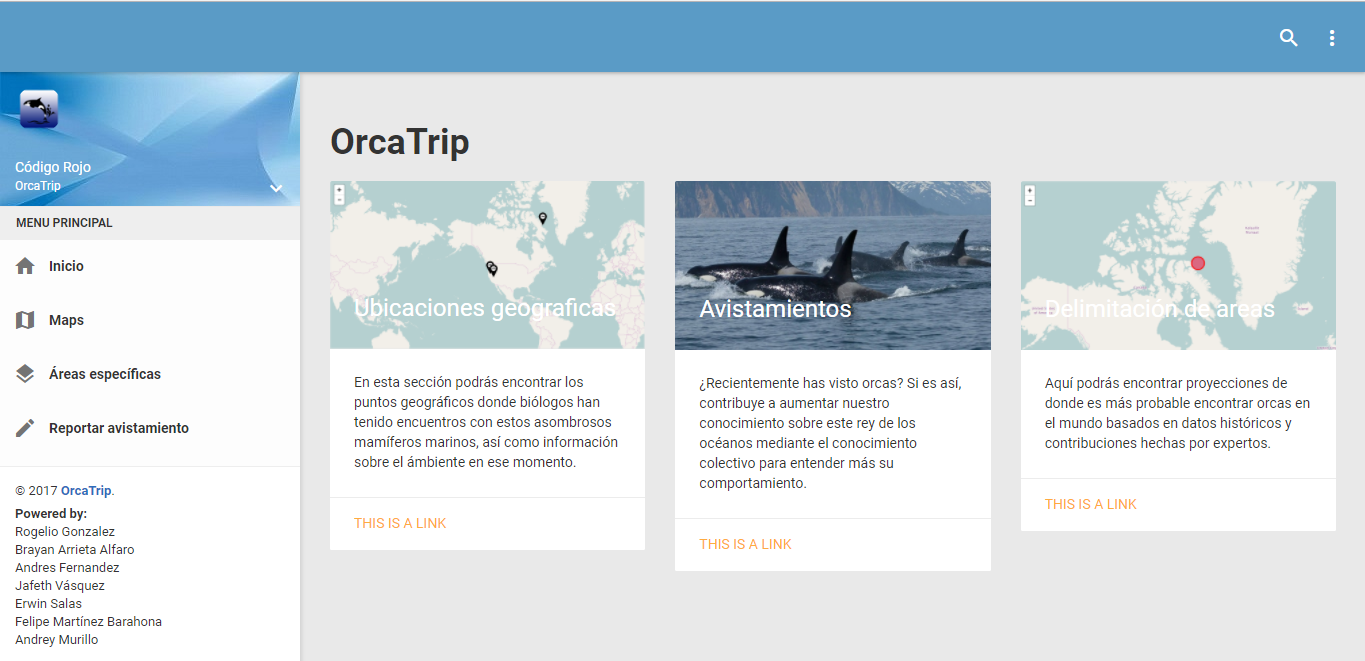 Código Rojo
OrcaTrip
MENU PRINCIPAL
Inicio
Maps
Áreas específicas
Reportar avistamiento
© 2017 OrcaTrip.
Powered by:
Rogelio Gonzalez
Brayan Arrieta Alfaro
Andres Fernandez
Jafeth Vásquez
Erwin Salas
Felipe Martínez Barahona
Andrey Murillo
OrcaTrip
Ubicaciones geograficas
En esta sección podrás encontrar los
puntos geográficos donde biólogos han
tenido encuentros con estos asombrosos
mamíferos marinos, así como información
sobre el ámbiente en ese momento.
THIS IS A LINK
Avistamientos
¿Recientemente has visto orcas? Si es así,
contribuye a aumentar nuestro
conocimiento sobre este rey de los
océanos mediante el conocimiento
colectivo para entender más su
comportamiento.
THIS IS A LINK
Delimitación de areas
Aquí podrás encontrar proyecciones de
donde es más probable encontrar orcas en
el mundo basados en datos históricos y
contribuciones hechas por expertos.
THIS IS A LINK